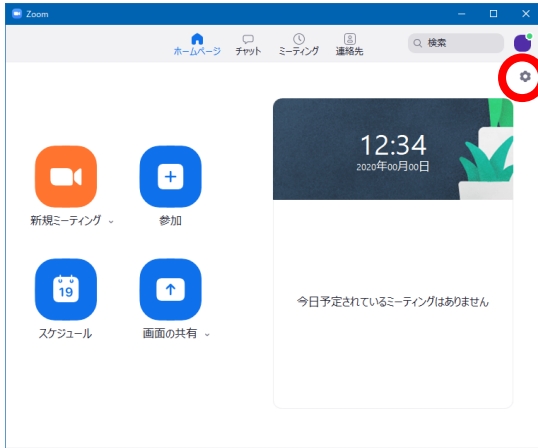 Zoom
ホームページ チャット ミーティング 連絡先 検索
12:34
2020年00月00日
新規ミーティング 参加
19
今日予定されているミーティングはありません
スケジュール 画面の共有